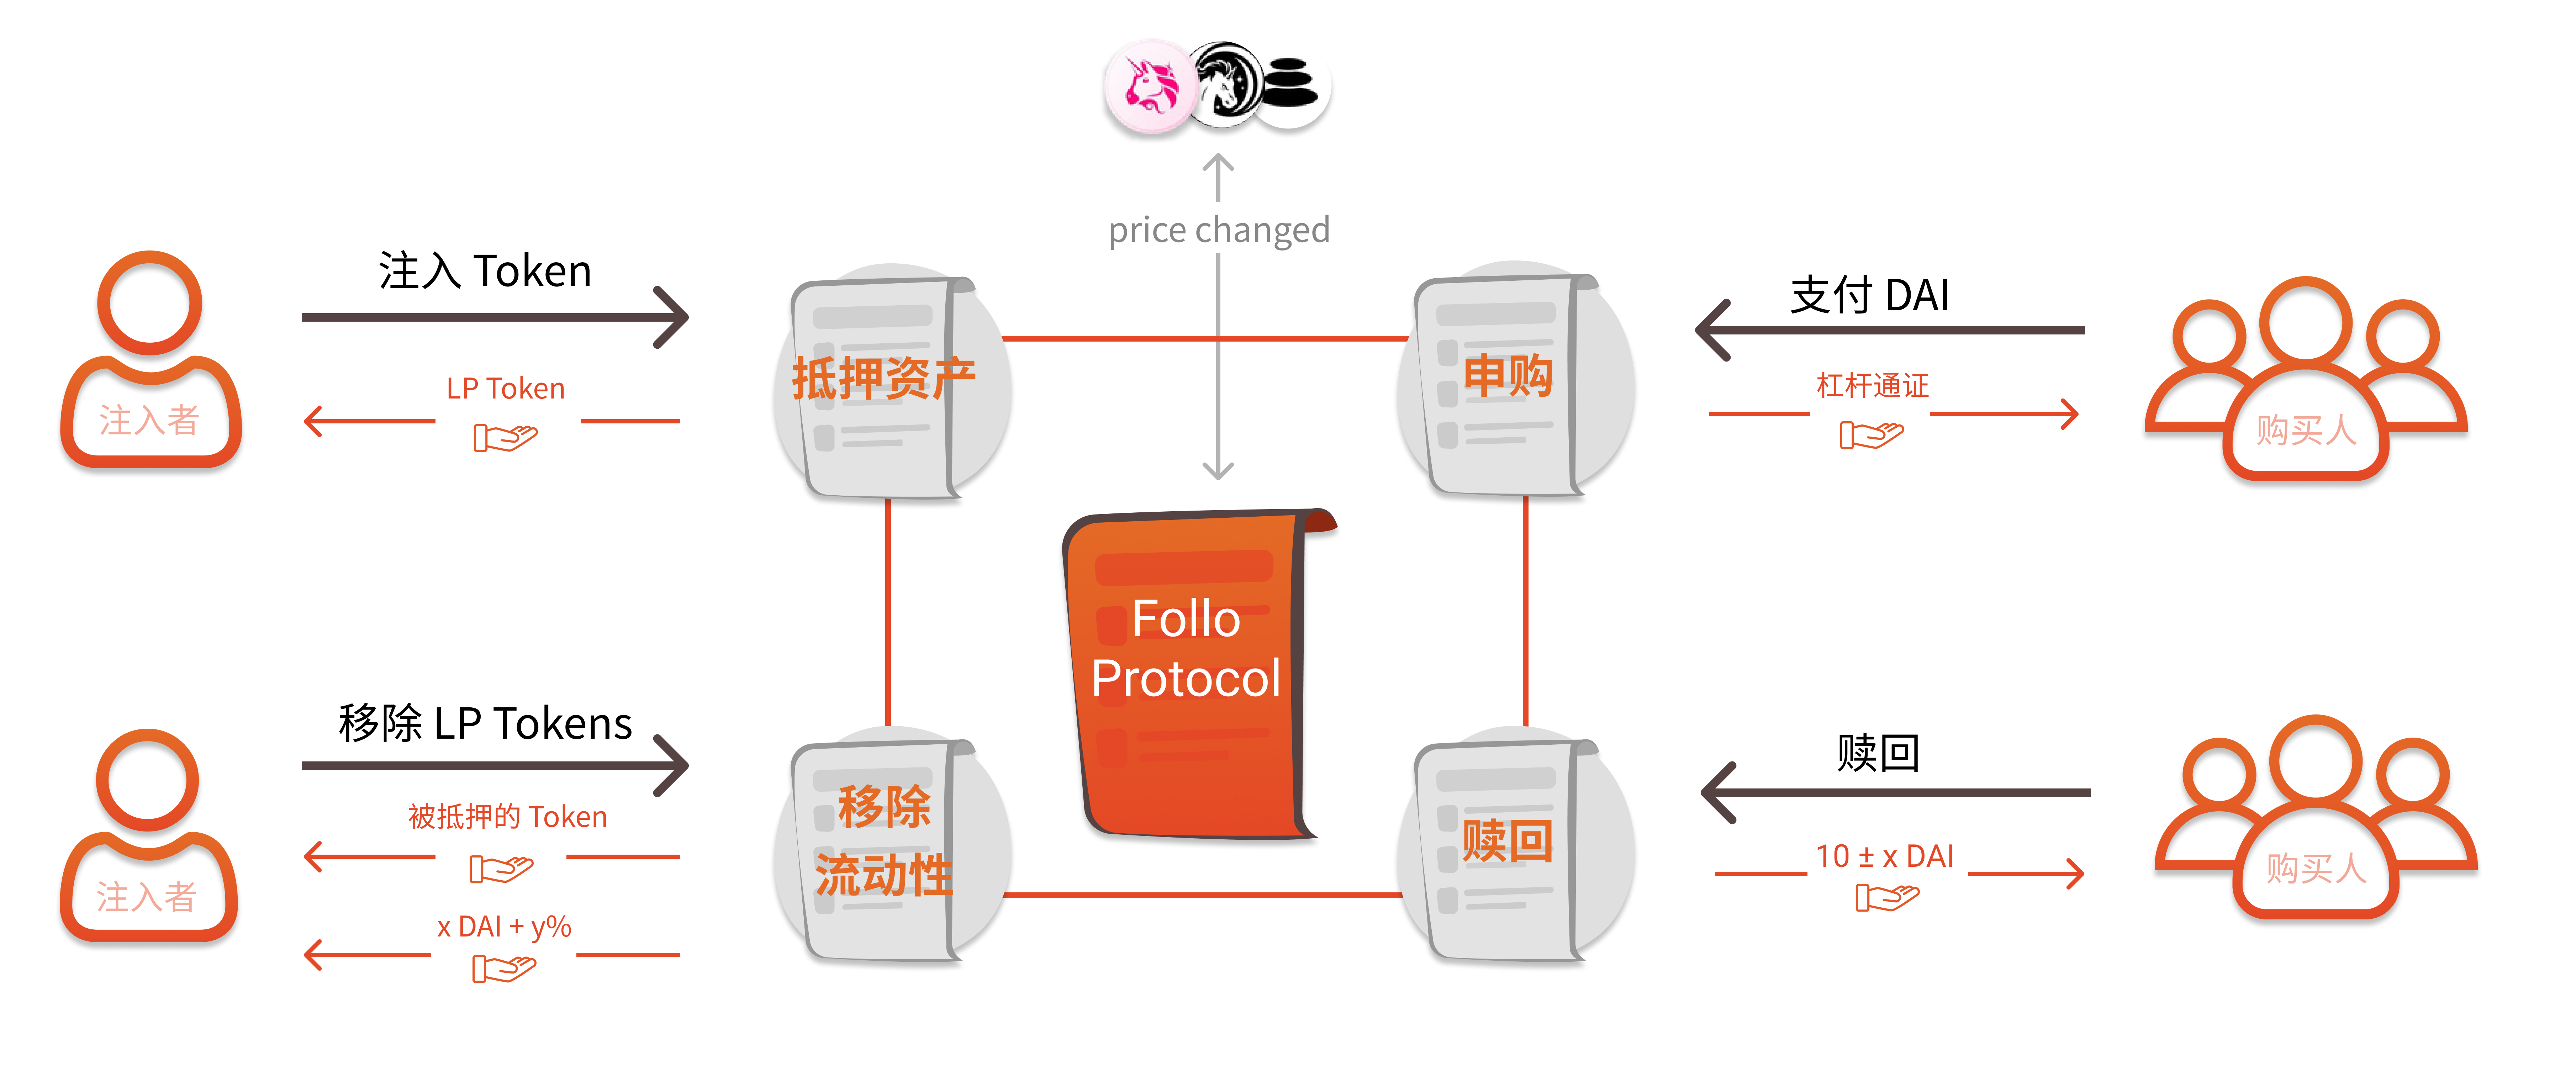 price changed
注入 Token
LP Token
注入者
抵押资产
申购
支付 DAI
杠杆通证
购买人
Follo
Protocol
移除 LP Tokens
被抵押的 Token
x DAI + y%
注入者
移除
流动性
赎回
赎回
10 ± x DAI
购买人